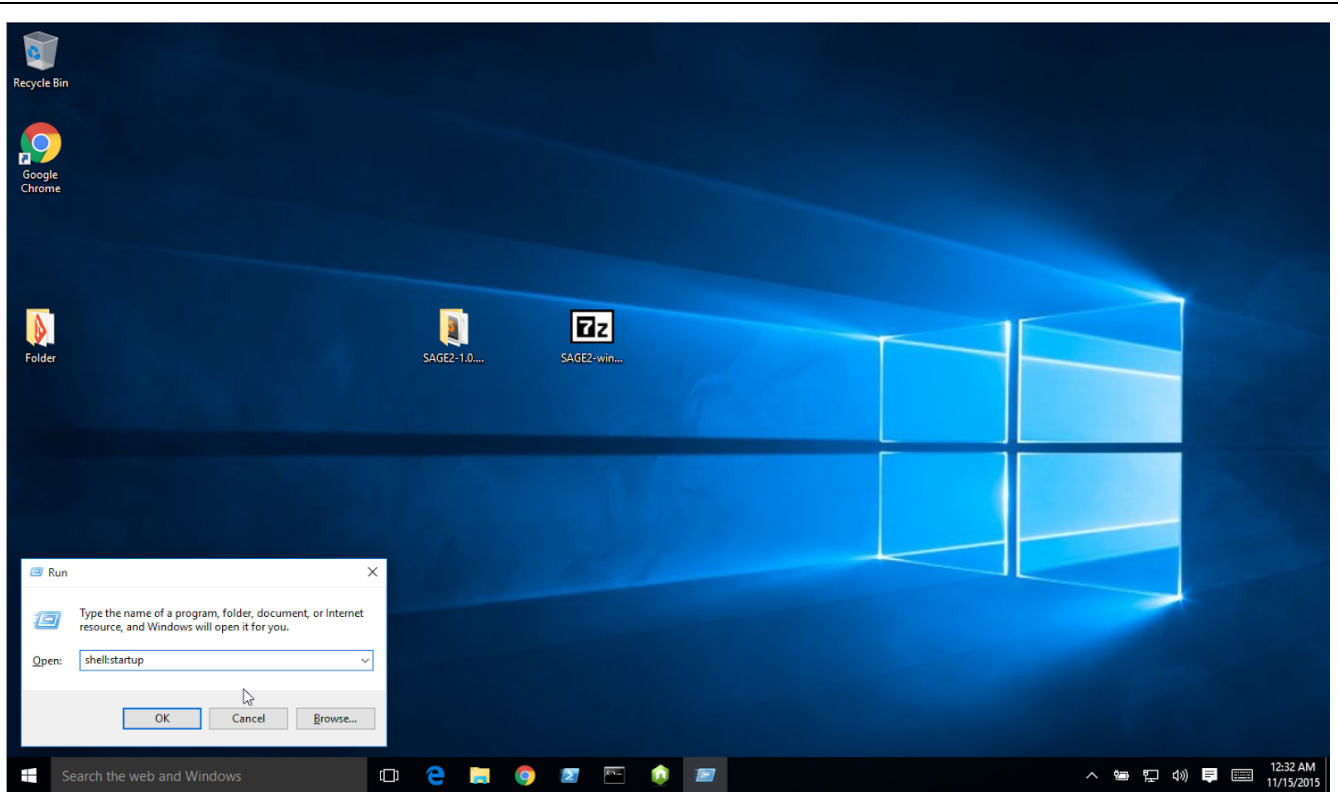 Recycle Bin
Google
Chrome
Folder
SAGE2-1.0....
7z
SAGE2-win...
Run
Type the name of a program, folder, document, or Internet
resource, and Windows will open it for you.
Open:
shell:startup
OK
Cancel
Browse...
Search the web and Windows
12:32 AM
11/15/2015